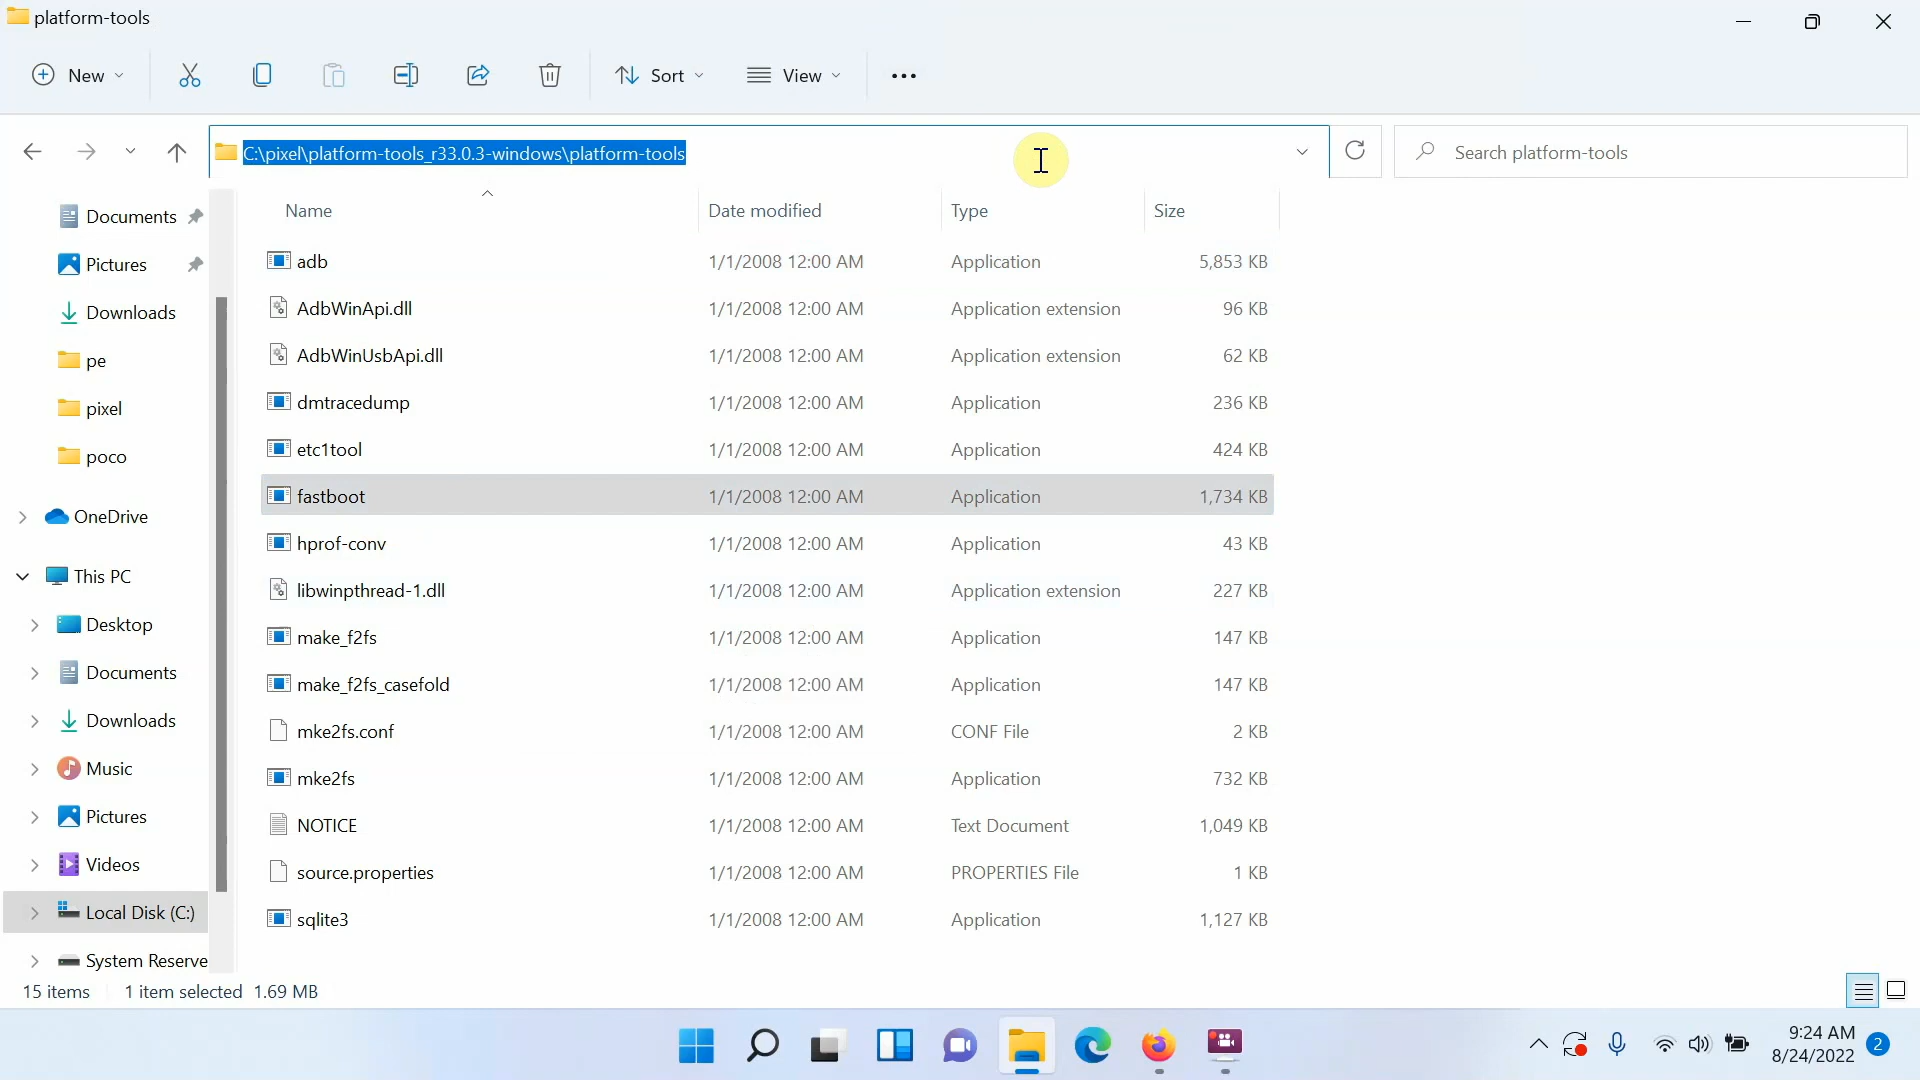 platform-tools
New
Sort
View
C:\pixel\platform-tools_r33.0.3-windows\platform-tools
Search platform-tools
Name Date modified Type Size
Documents
Pictures
Downloads
pe
pixel
poco
OneDrive
This PC
Desktop
Documents
Downloads
Music
Pictures
Videos
Local Disk (C:)
System Reserve
adb 1/1/2008 12:00 AM Application 5,853 KB
AdbWinApi.dll 1/1/2008 12:00 AM Application extension 96 KB
AdbWinUsbApi.dll 1/1/2008 12:00 AM Application extension 62 KB
dmtracedump 1/1/2008 12:00 AM Application 236 KB
etc1tool 1/1/2008 12:00 AM Application 424 KB
fastboot 1/1/2008 12:00 AM Application 1,734 KB
hprof-conv 1/1/2008 12:00 AM Application 43 KB
libwinpthread-1.dll 1/1/2008 12:00 AM Application extension 227 KB
make_f2fs 1/1/2008 12:00 AM Application 147 KB
make_f2fs_casefold 1/1/2008 12:00 AM Application 147 KB
mke2fs.conf 1/1/2008 12:00 AM CONF File 2 KB
mke2fs 1/1/2008 12:00 AM Application 732 KB
NOTICE 1/1/2008 12:00 AM Text Document 1,049 KB
source.properties 1/1/2008 12:00 AM PROPERTIES File 1 KB
sqlite3 1/1/2008 12:00 AM Application 1,127 KB
15 items 1 item selected 1.69 MB
9:24 AM
8/24/2022
2